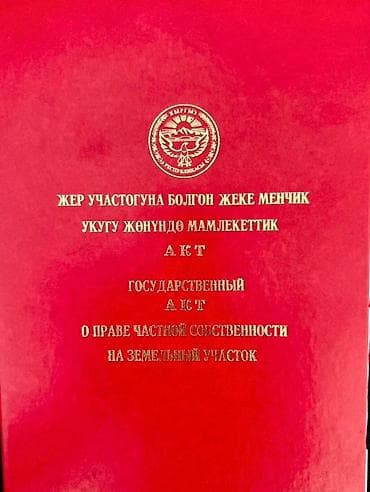 ЖЕР УЧАСТОГУНА БОЛГОН ЖЕКЕ МЕНЧИК
УКУГУ ЖӨНҮНДӨ МАМЛЕКЕТТИК
АКТ
ГОСУДАРСТВЕННЫЙ
АКТ
О ПРАВЕ ЧАСТНОЙ СОБСТВЕННОСТИ
НА ЗЕМЕЛЬНЫЙ УЧАСТОК